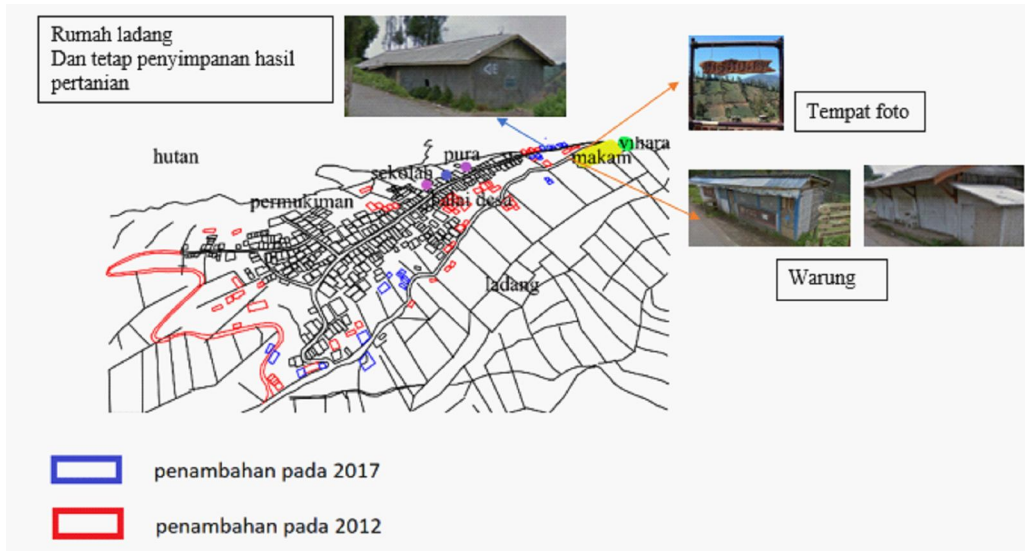 Rumah ladang
Dan tetap penyimpanan hasil
pertanian
Tempat foto
hutan
pura
vihara
makam
sekolah
permukiman
balai desa
ladang
Warung
penambahan pada 2017
penambahan pada 2012